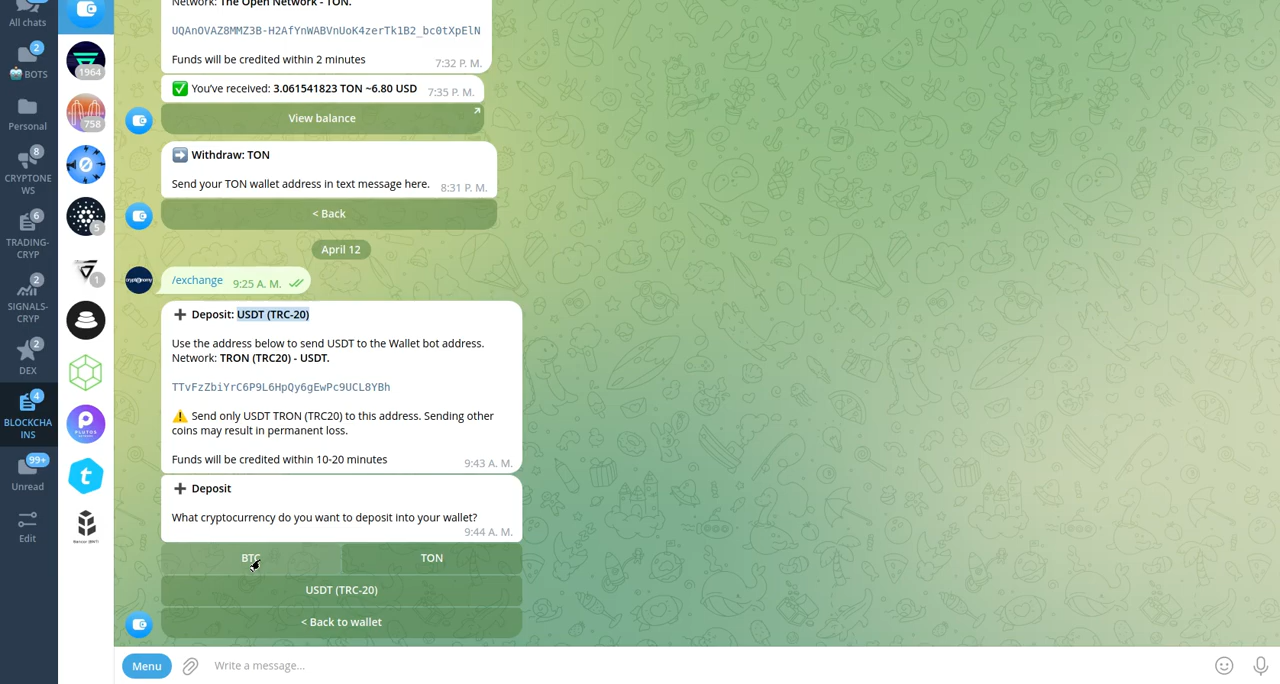 All chats
2
BOTS
Personal
8
CRYPTONE
WS
6
TRADING-
CRYP
2
SIGNALS-
CRYP
2
DEX
4
BLOCKCHA
INS
99+
Unread
Edit
1964
758
5
1
PLUTOS
Network: The Open Network - TON.
UQAnOVAZ8MMZ3B-H2AfYnWABVnUoK4zerTk1B2_bc0tXpElN
Funds will be credited within 2 minutes
7:32 P. M.
You've received: 3.061541823 TON ~6.80 USD
7:35 P. M.
View balance
Withdraw: TON
Send your TON wallet address in text message here.
8:31 P. M.
< Back
April 12
/exchange
9:25 A. M.
Deposit: USDT (TRC-20)
Use the address below to send USDT to the Wallet bot address.
Network: TRON (TRC20) - USDT.
TTvFzZbiYrC6P9L6HpQy6gEwPc9UCL8YBh
Send only USDT TRON (TRC20) to this address. Sending other
coins may result in permanent loss.
Funds will be credited within 10-20 minutes
9:43 A. M.
Deposit
What cryptocurrency do you want to deposit into your wallet?
9:44 A. M.
BTC
TON
USDT (TRC-20)
< Back to wallet
Menu
Write a message...